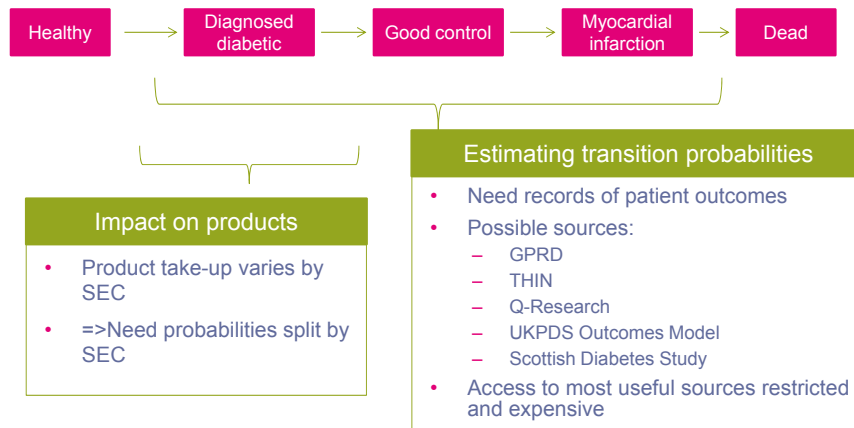 Healthy
Diagnosed
diabetic
Good control
Myocardial
infarction
Dead
Estimating transition probabilities
• Need records of patient outcomes
• Possible sources:
– GPRD
– THIN
– Q-Research
– UKPDS Outcomes Model
– Scottish Diabetes Study
• Access to most useful sources restricted
and expensive
Impact on products
• Product take-up varies by
SEC
• =>Need probabilities split by
SEC